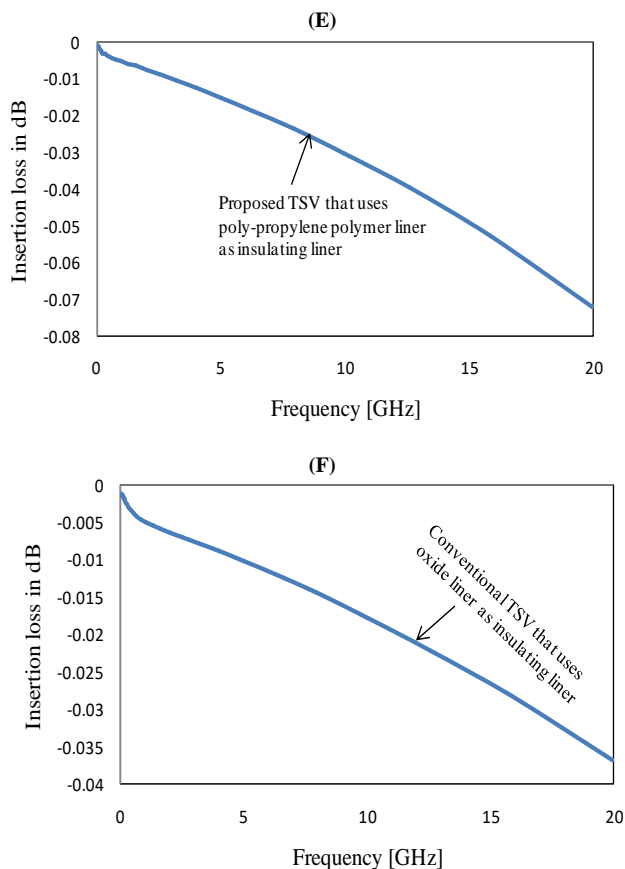 (E)
0
-0.01
-0.02
-0.03
-0.04
-0.05
-0.06
-0.07
-0.08
Insertion loss in dB
Proposed TSV that uses
poly-propylene polymer liner
as insulating liner
0 5 10 15 20
Frequency [GHz]
(F)
0
-0.005
-0.01
-0.015
-0.02
-0.025
-0.03
-0.035
-0.04
Insertion loss in dB
Conventional TSV that uses
oxide liner as insulating liner
0 5 10 15 20
Frequency [GHz]